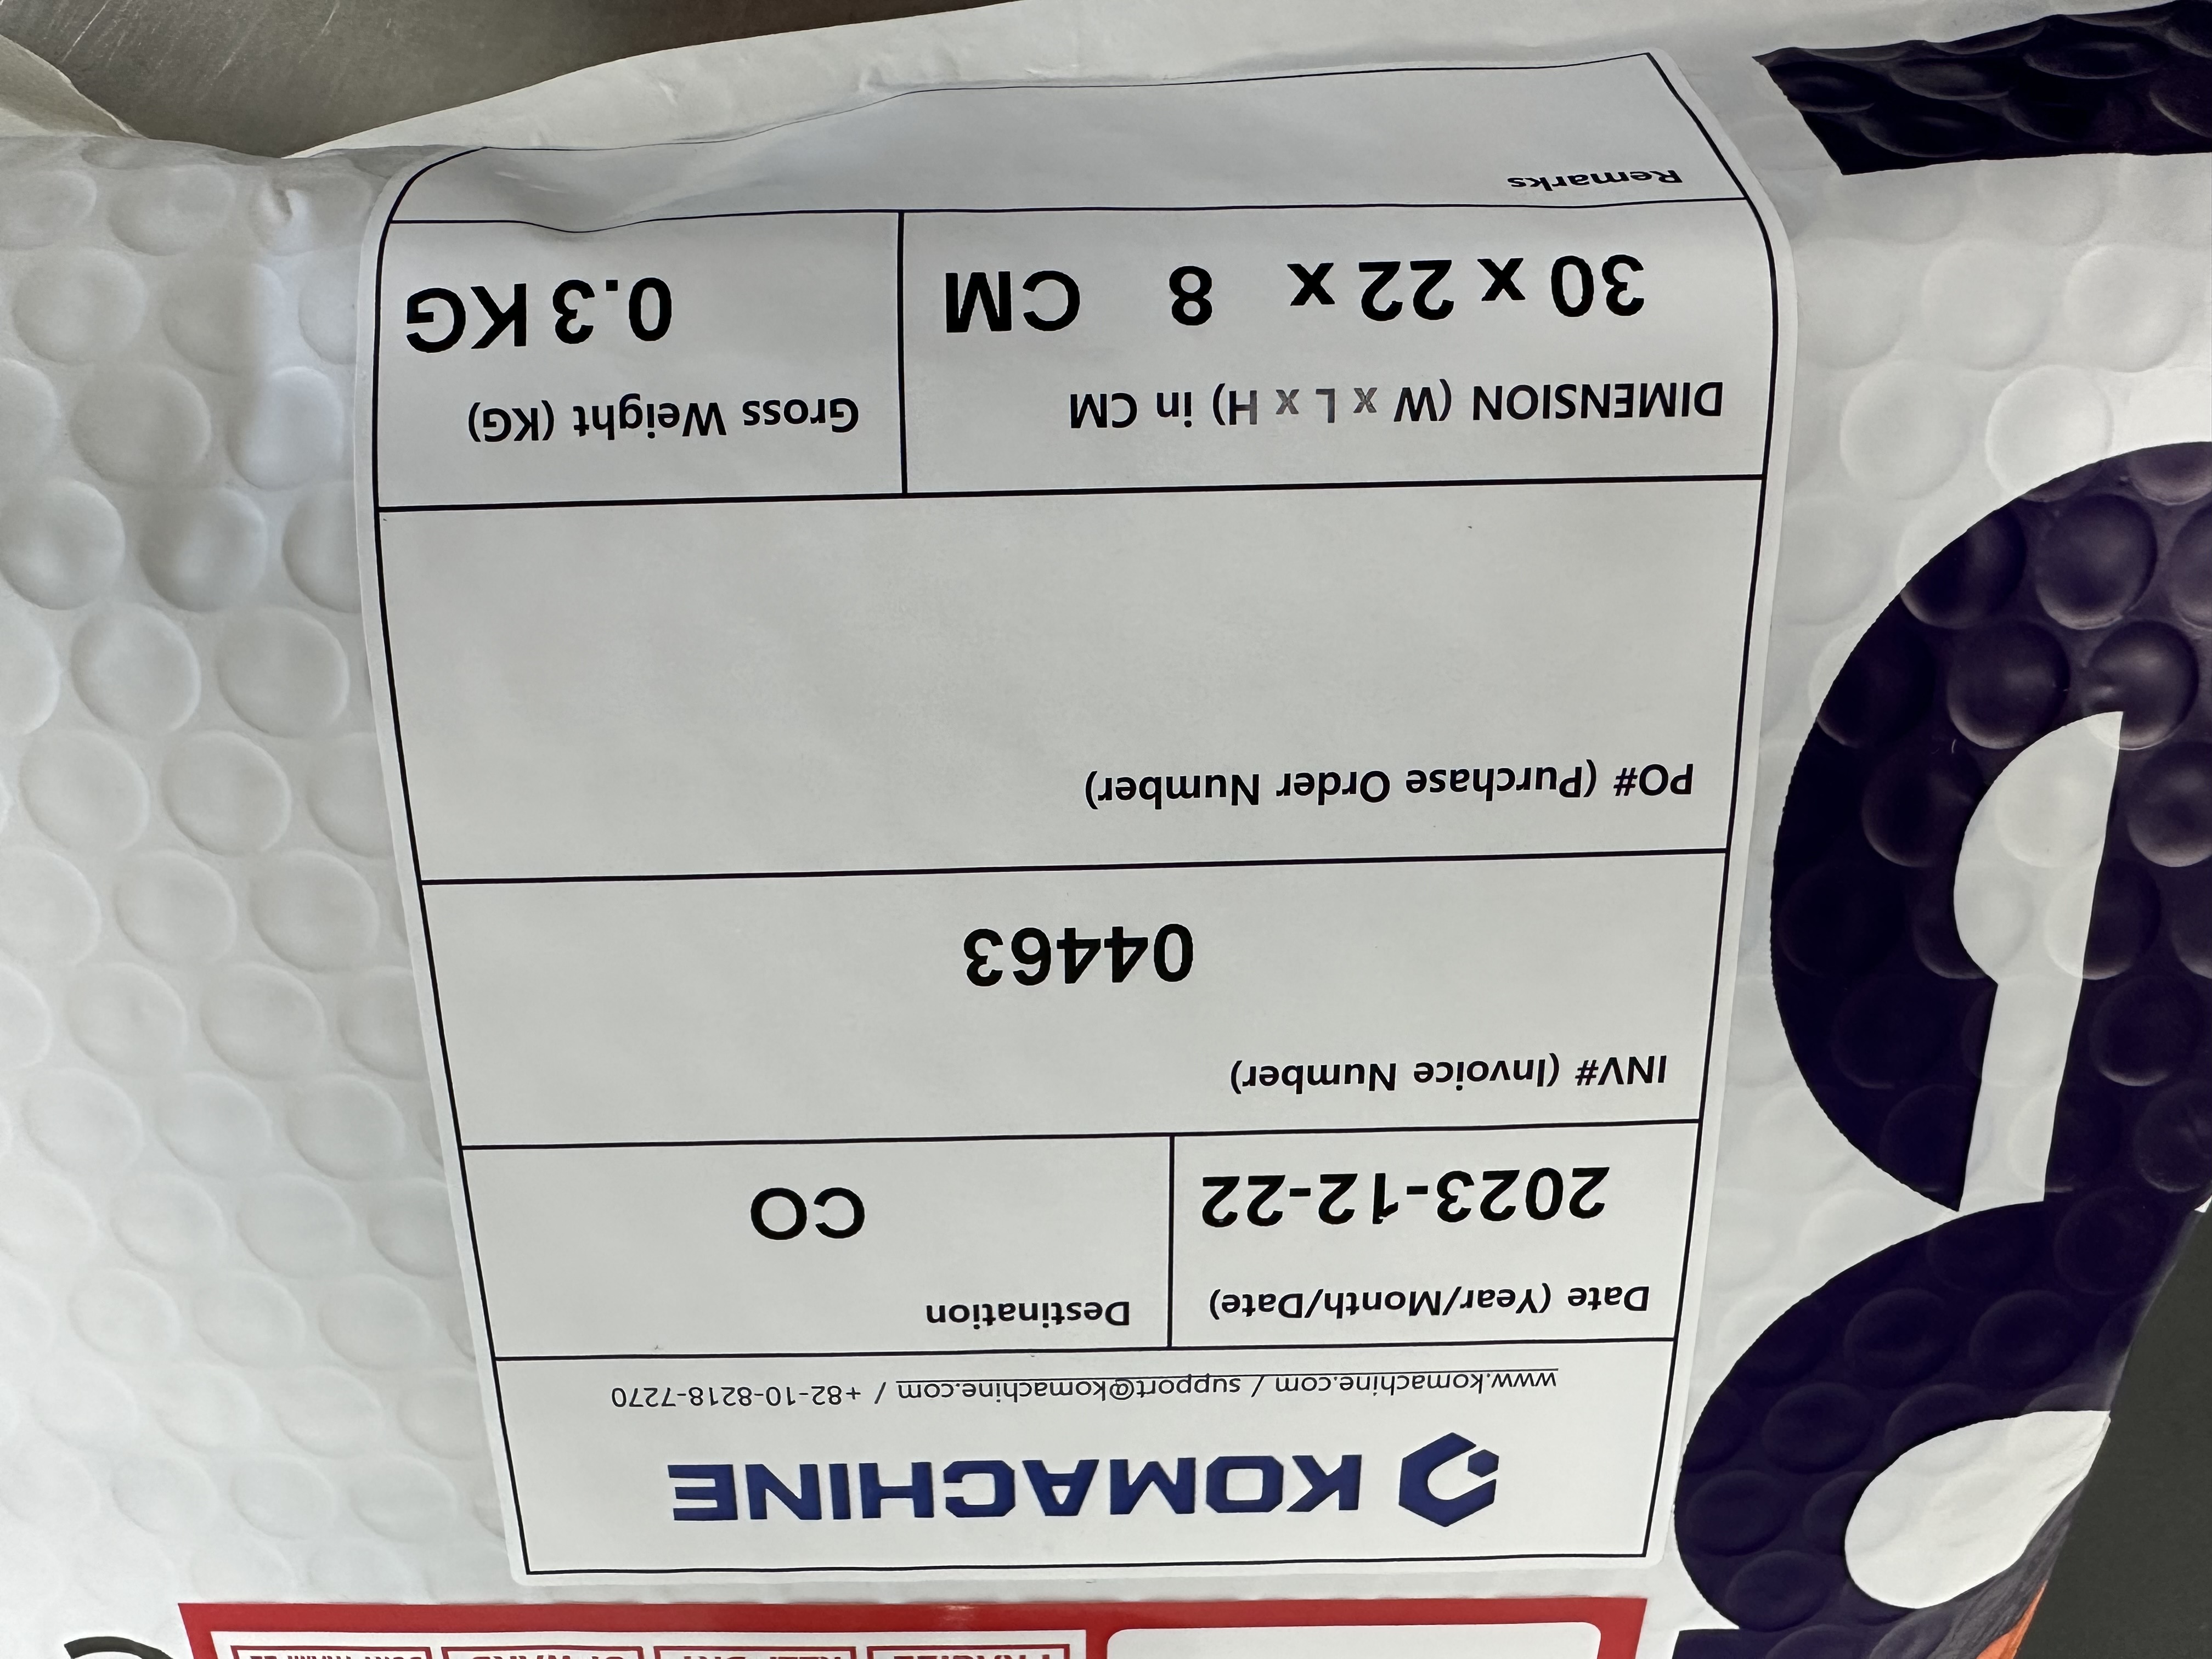 KOMACHINE
www.komachine.com / support@komachine.com / +82-10-8218-7270
Date (Year/Month/Date)
2023-12-22
Destination
CO
INV# (Invoice Number)
04463
PO# (Purchase Order Number)
DIMENSION (W x L x H) in CM
30 x 22 x 8 CM
Gross Weight (KG)
0.3 KG
Remarks